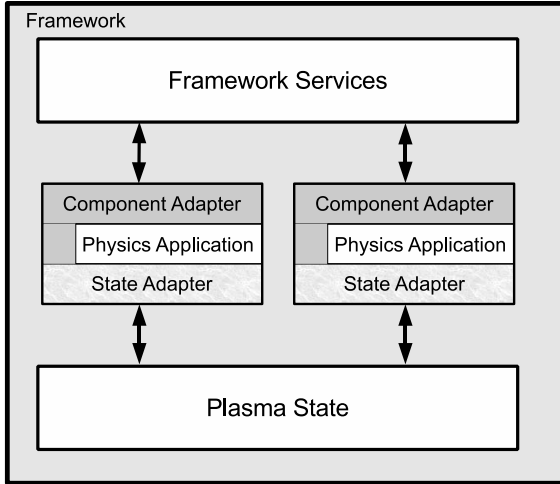 Framework
Framework Services
Component Adapter
Physics Application
State Adapter
Component Adapter
Physics Application
State Adapter
Plasma State